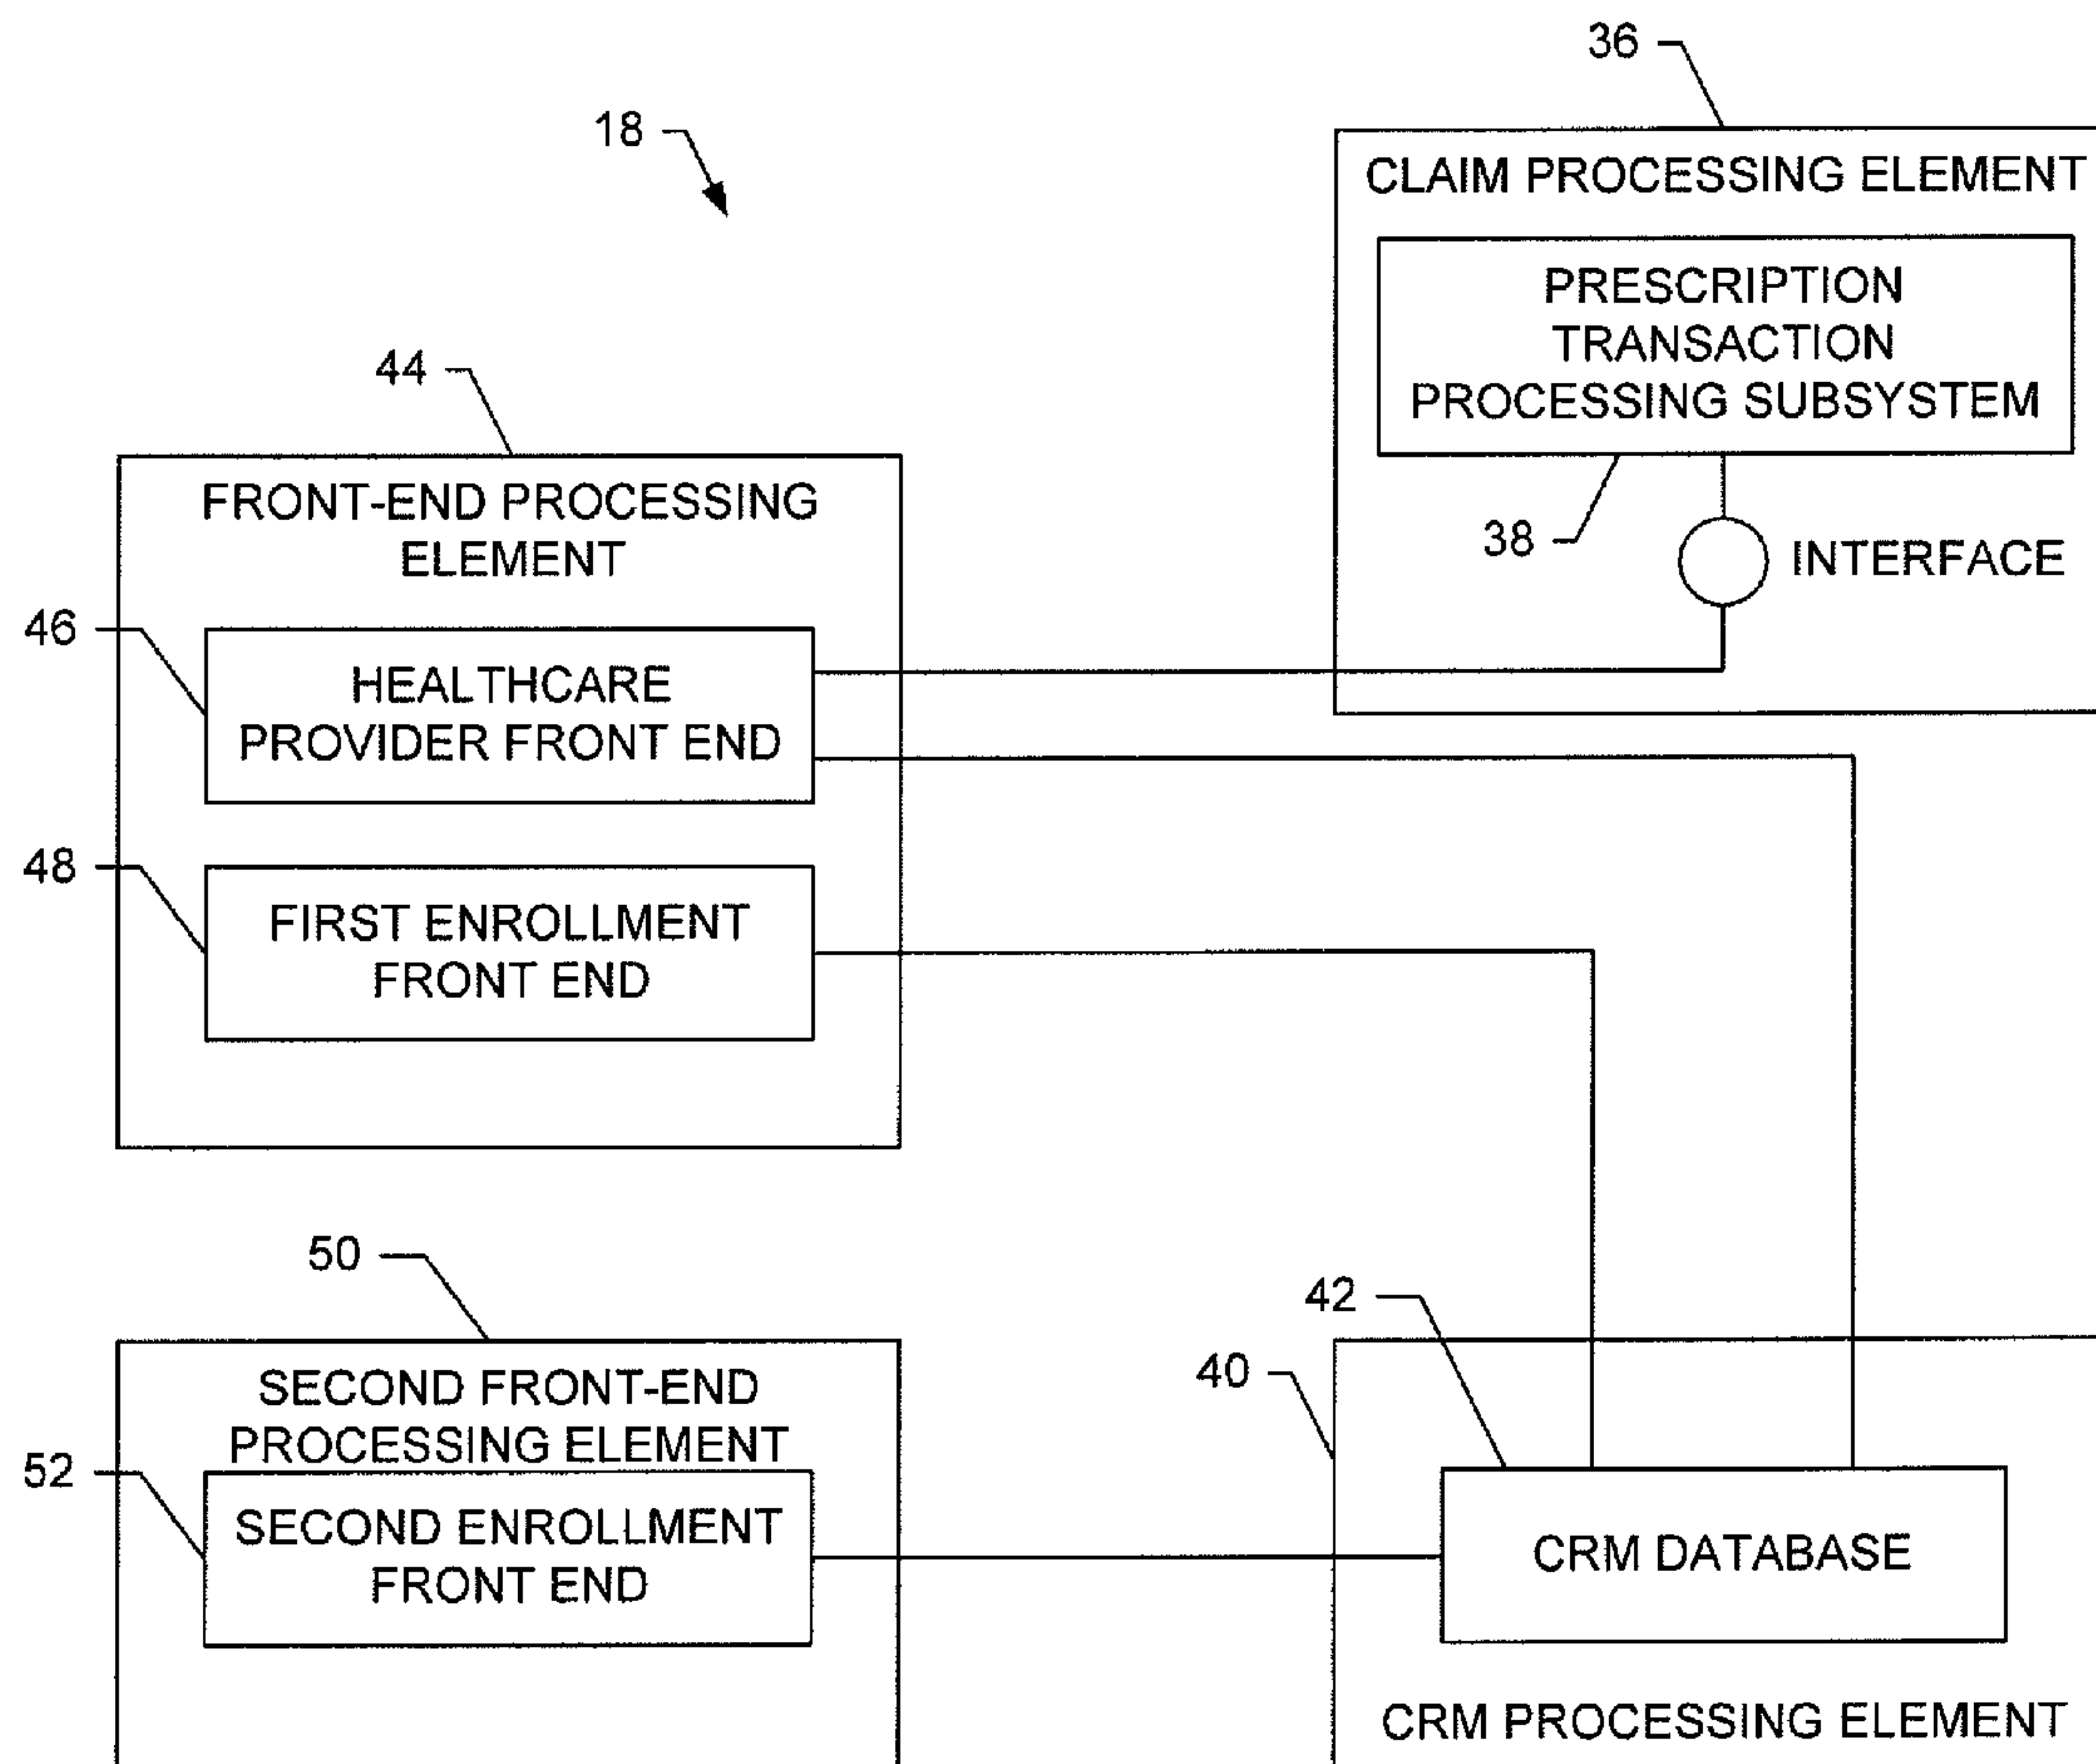 36
18
CLAIM PROCESSING ELEMENT
PRESCRIPTION
TRANSACTION
PROCESSING SUBSYSTEM
38
INTERFACE
44
FRONT-END PROCESSING
ELEMENT
46
HEALTHCARE
PROVIDER FRONT END
48
FIRST ENROLLMENT
FRONT END
50
SECOND FRONT-END
PROCESSING ELEMENT
52
SECOND ENROLLMENT
FRONT END
42
40
CRM DATABASE
CRM PROCESSING ELEMENT